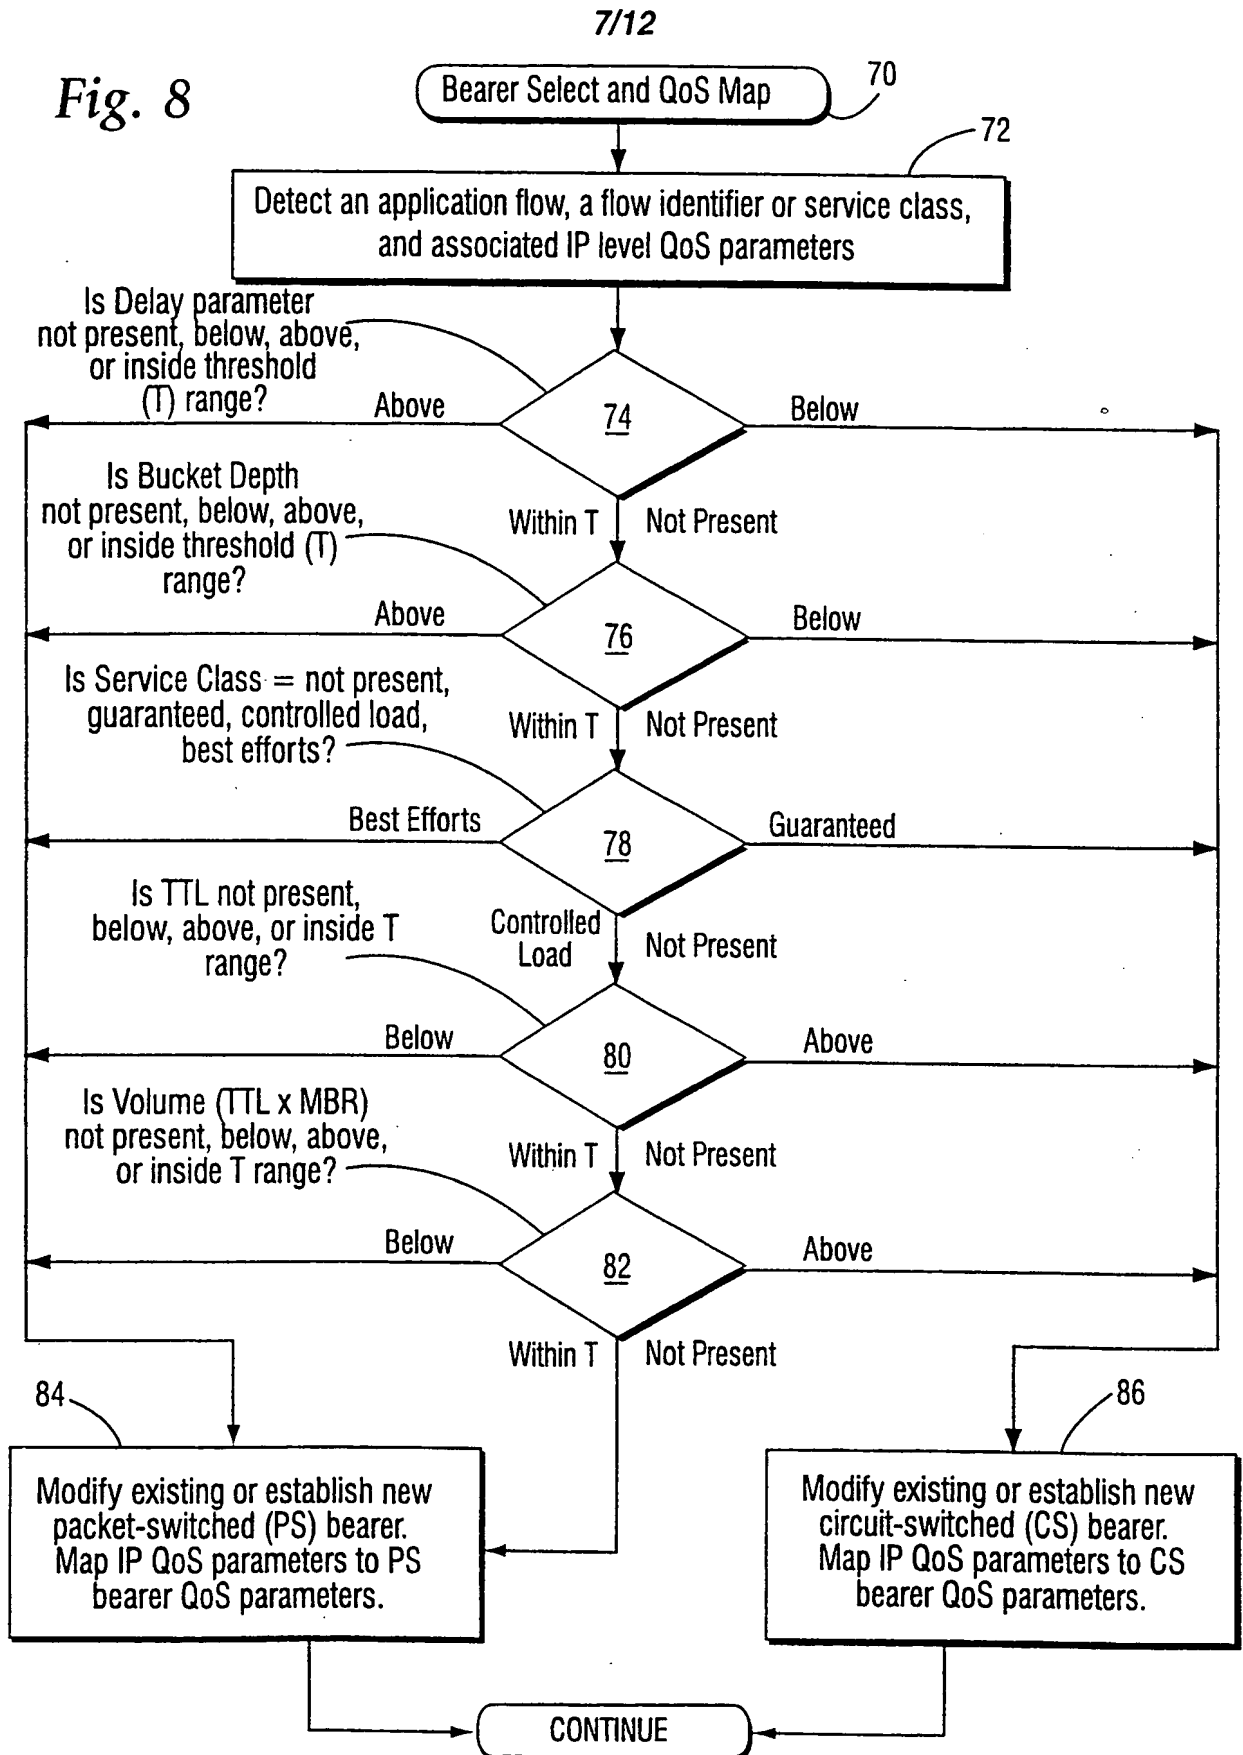 7/12
Fig. 8
Bearer Select and QoS Map
70
72
Detect an application flow, a flow identifier or service class,
and associated IP level QoS parameters
Is Delay parameter
not present, below, above,
or inside threshold
(T) range?
Above
74
Below
Within T
Not Present
Is Bucket Depth
not present, below, above,
or inside threshold (T)
range?
Above
76
Below
Within T
Not Present
Is Service Class = not present,
guaranteed, controlled load,
best efforts?
Best Efforts
78
Guaranteed
Controlled
Load
Not Present
Is TTL not present,
below, above, or inside T
range?
Below
80
Above
Within T
Not Present
Is Volume (TTL x MBR)
not present, below, above,
or inside T range?
Below
82
Above
Within T
Not Present
84
Modify existing or establish new
packet-switched (PS) bearer.
Map IP QoS parameters to PS
bearer QoS parameters.
86
Modify existing or establish new
circuit-switched (CS) bearer.
Map IP QoS parameters to CS
bearer QoS parameters.
CONTINUE